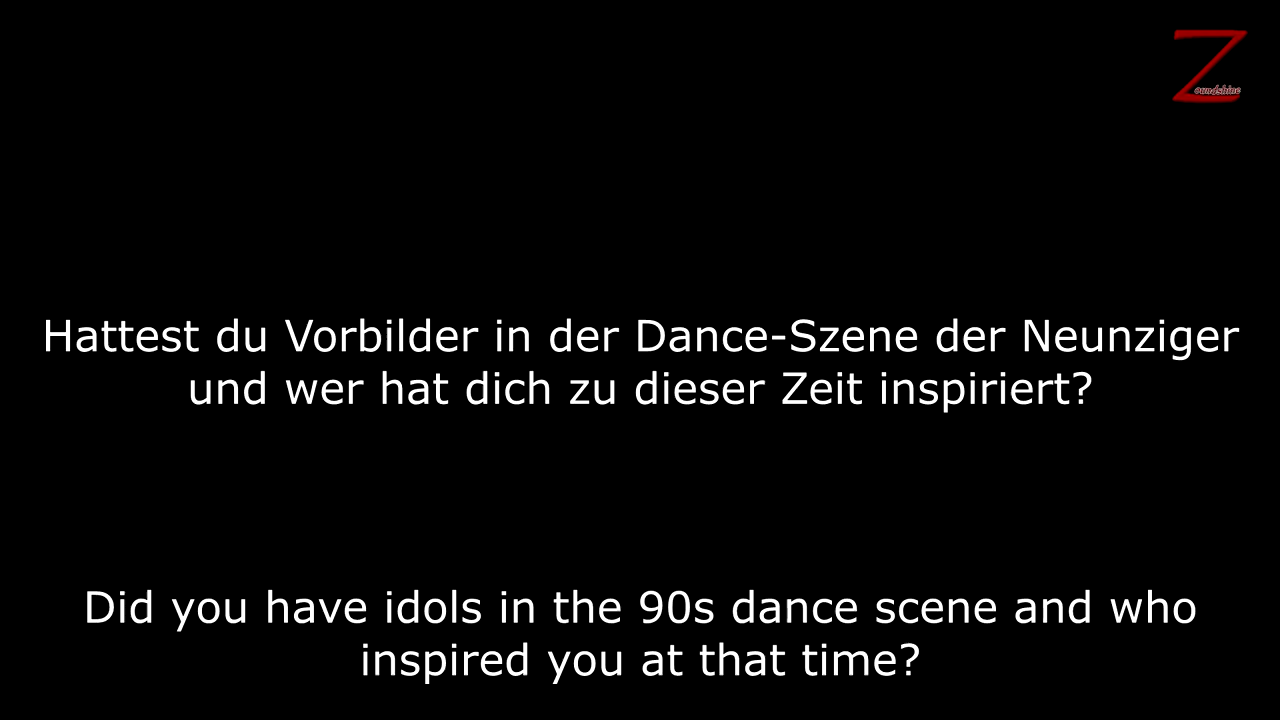 Zoundshine
Hattest du Vorbilder in der Dance-Szene der Neunziger
und wer hat dich zu dieser Zeit inspiriert?
Did you have idols in the 90s dance scene and who
inspired you at that time?